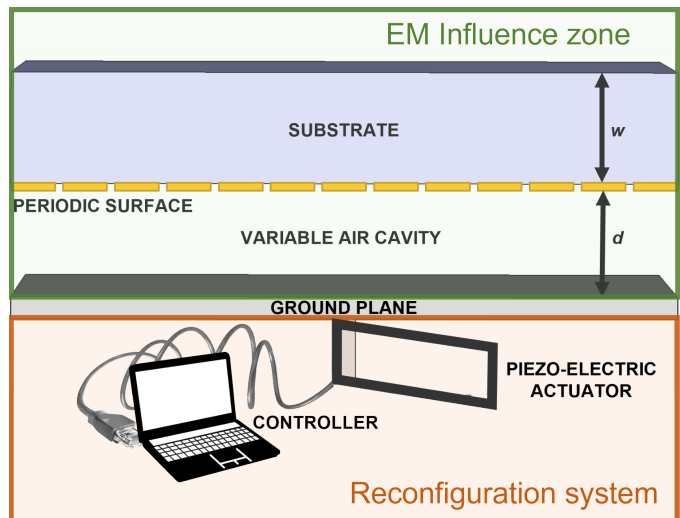 EM Influence zone
SUBSTRATE
w
PERIODIC SURFACE
VARIABLE AIR CAVITY
d
GROUND PLANE
PIEZO-ELECTRIC
ACTUATOR
CONTROLLER
Reconfiguration system